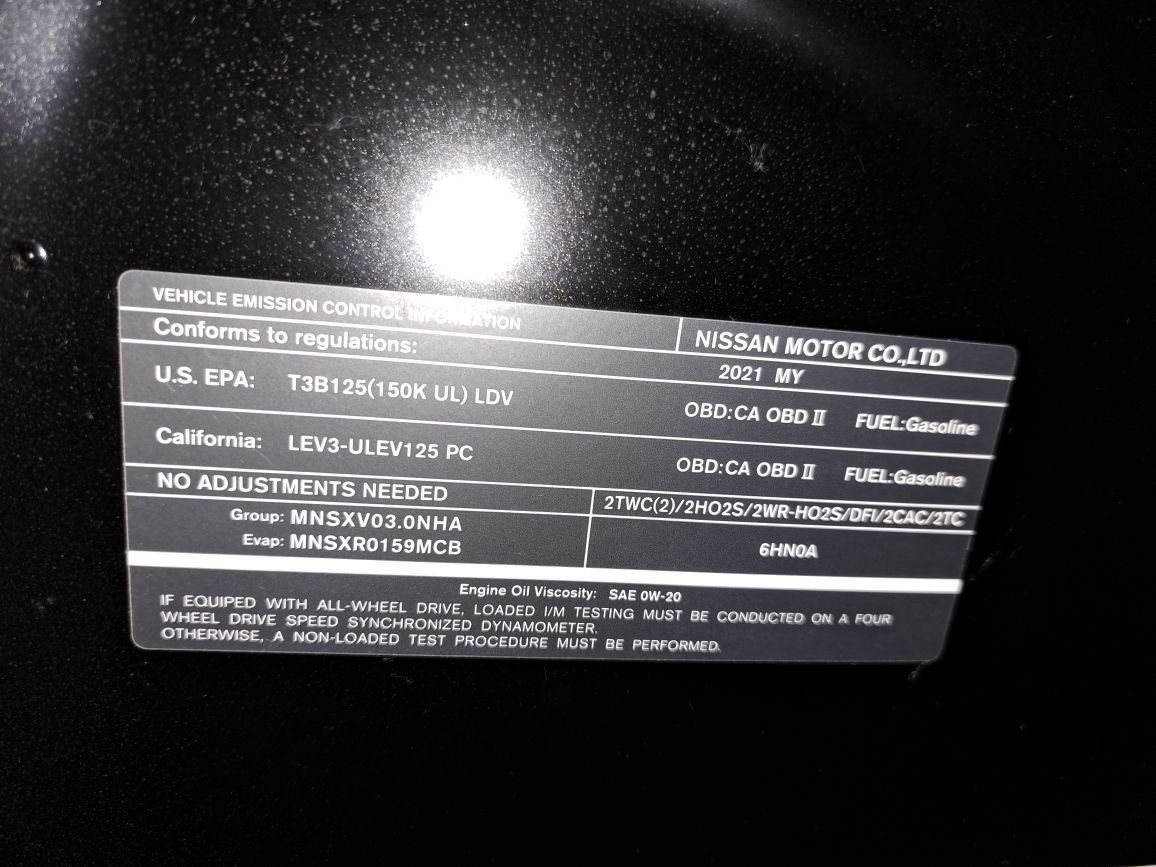 VEHICLE EMISSION CONTROL INFORMATION
NISSAN MOTOR CO.,LTD
Conforms to regulations:
2021 MY
U.S. EPA: T3B125(150K UL) LDV
OBD:CA OBD II FUEL:Gasoline
California: LEV3-ULEV125 PC
OBD:CA OBD II FUEL:Gasoline
NO ADJUSTMENTS NEEDED
2TWC(2)/2HO2S/2WR-HO2S/DFI/2CAC/2TC
Group: MNSXV03.0NHA
Evap: MNSXR0159MCB
6HN0A
Engine Oil Viscosity: SAE 0W-20
IF EQUIPED WITH ALL-WHEEL DRIVE, LOADED I/M TESTING MUST BE CONDUCTED ON A FOUR
WHEEL DRIVE SPEED SYNCHRONIZED DYNAMOMETER.
OTHERWISE, A NON-LOADED TEST PROCEDURE MUST BE PERFORMED.